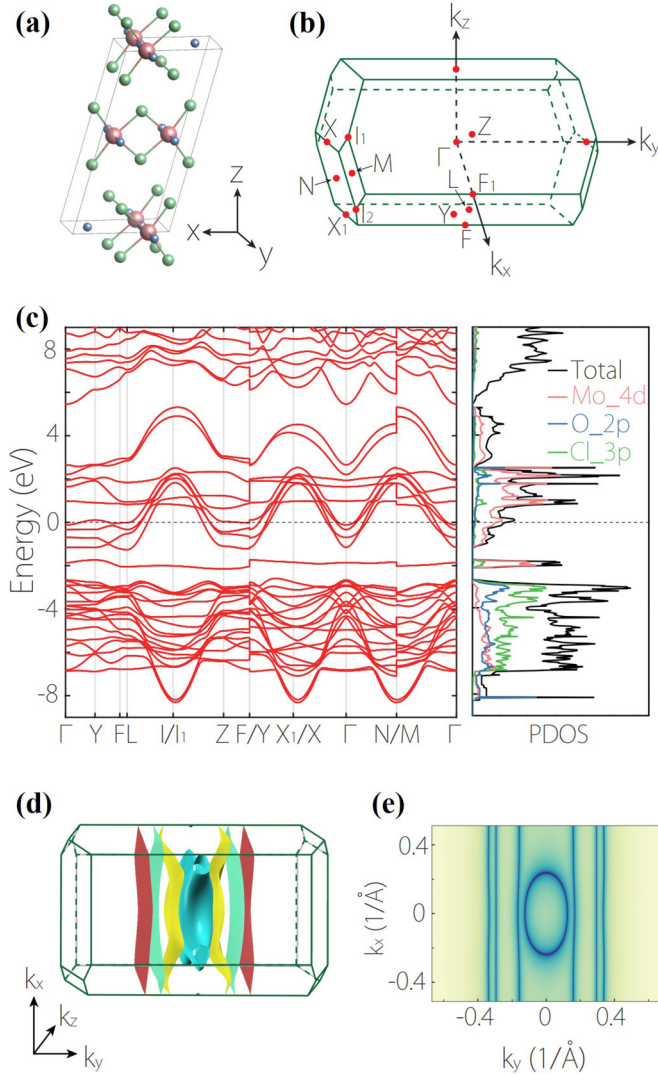 (a)
z
x
y
(b)
k_z
X
I₁
Z
Γ
k_y
N
M
L
F₁
X₁
I₂
Y
F
k_x
(c)
Energy (eV)
8
4
0
-4
-8
Γ Y F L I/I₁ Z F/Y X₁/X Γ N/M Γ
Total
Mo_4d
O_2p
Cl_3p
PDOS
(d)
k_x
k_z
k_y
(e)
k_x (1/Å)
0.4
0
-0.4
-0.4 0 0.4
k_y (1/Å)